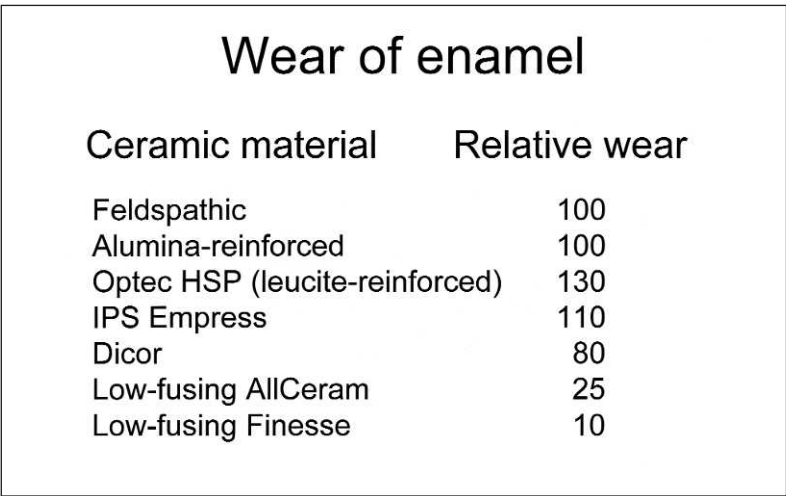 Wear of enamel
Ceramic material Relative wear
Feldspathic 100
Alumina-reinforced 100
Optec HSP (leucite-reinforced) 130
IPS Empress 110
Dicor 80
Low-fusing AllCeram 25
Low-fusing Finesse 10